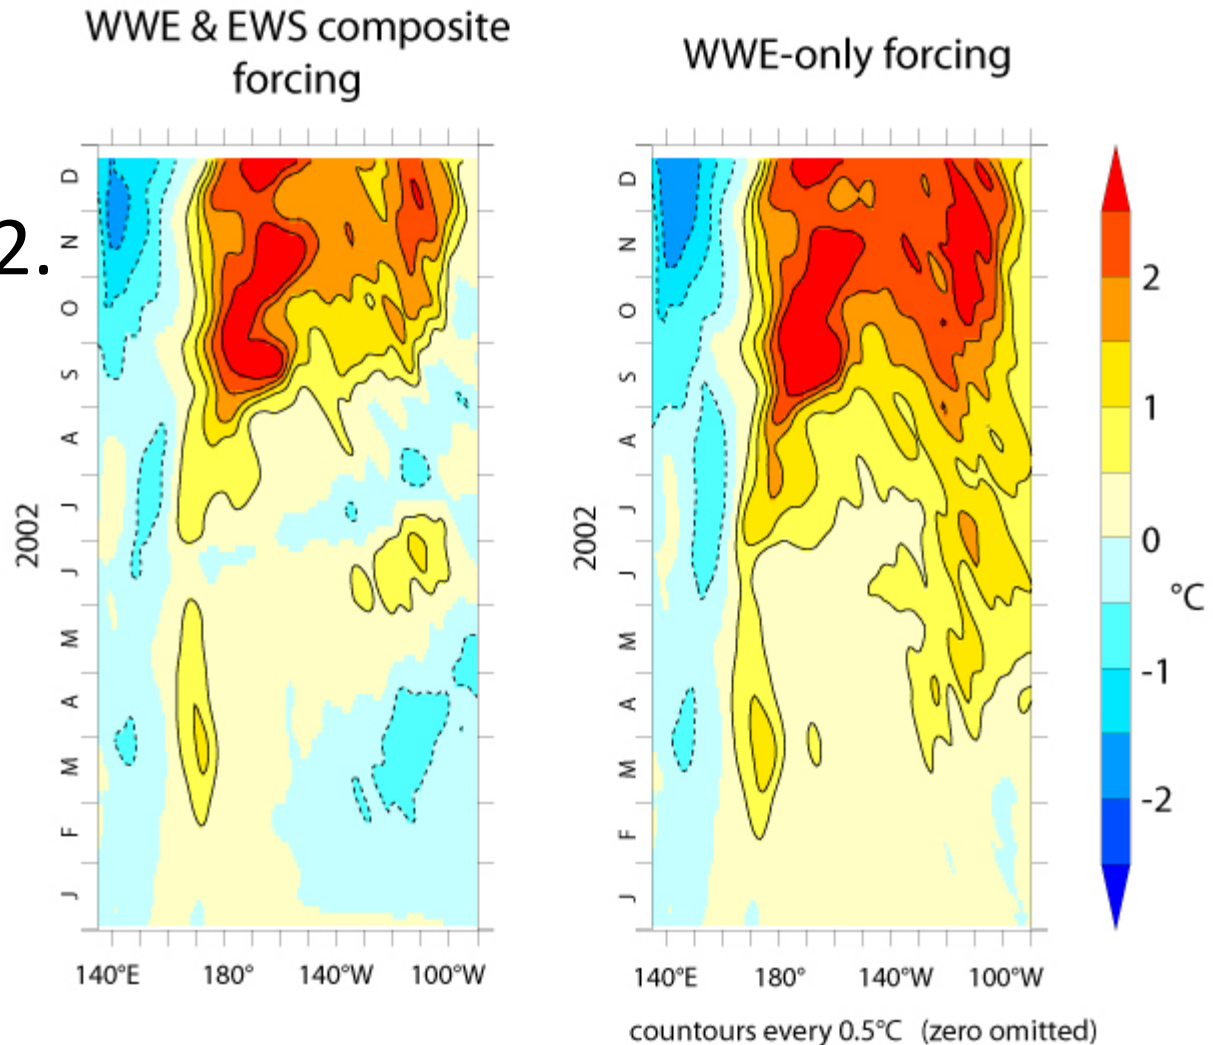 WWE & EWS composite
forcing
WWE-only forcing
2.
D
N
O
S
A
J
J
M
A
M
F
J
2002
140°E 180° 140°W 100°W
D
N
O
S
A
J
J
M
A
M
F
J
2002
140°E 180° 140°W 100°W
2
1
0
-1
-2
°C
countours every 0.5°C (zero omitted)